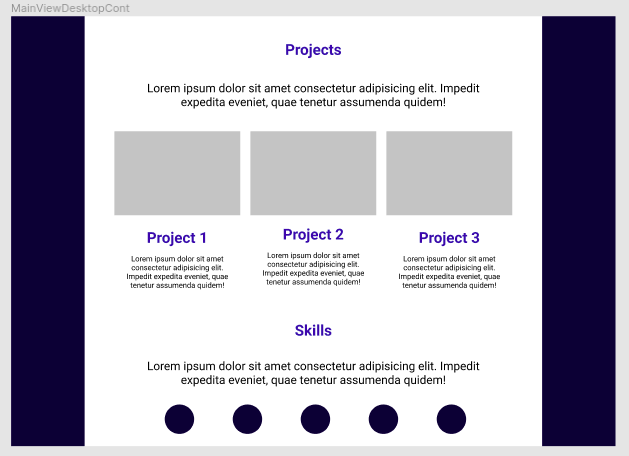 MainViewDesktopCont
Projects
Lorem ipsum dolor sit amet consectetur adipisicing elit. Impedit
expedita eveniet, quae tenetur assumenda quidem!
Project 1
Lorem ipsum dolor sit amet
consectetur adipisicing elit.
Impedit expedita eveniet, quae
tenetur assumenda quidem!
Project 2
Lorem ipsum dolor sit amet
consectetur adipisicing elit.
Impedit expedita eveniet, quae
tenetur assumenda quidem!
Project 3
Lorem ipsum dolor sit amet
consectetur adipisicing elit.
Impedit expedita eveniet, quae
tenetur assumenda quidem!
Skills
Lorem ipsum dolor sit amet consectetur adipisicing elit. Impedit
expedita eveniet, quae tenetur assumenda quidem!